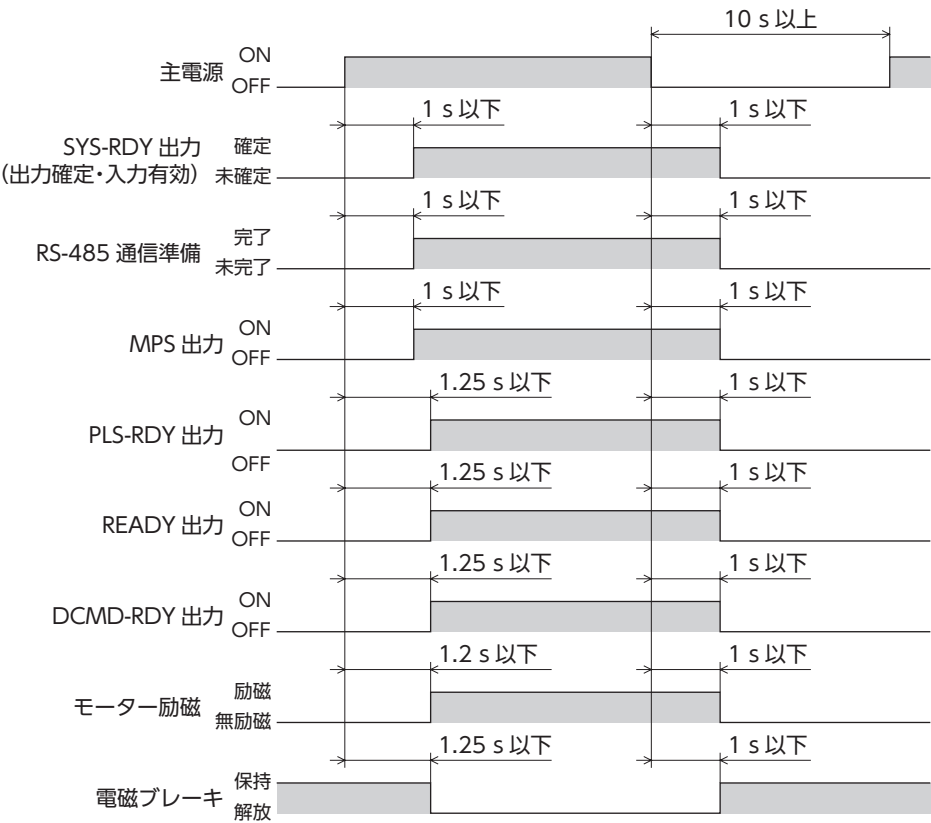 10 s 以上
主電源 ON
OFF
1 s 以下 1 s 以下
SYS-RDY 出力 確定
（出力確定・入力有効） 未確定
1 s 以下 1 s 以下
RS-485 通信準備 完了
未完了
1 s 以下 1 s 以下
MPS 出力 ON
OFF
1.25 s 以下 1 s 以下
PLS-RDY 出力 ON
OFF
1.25 s 以下 1 s 以下
READY 出力 ON
OFF
1.25 s 以下 1 s 以下
DCMD-RDY 出力 ON
OFF
1.2 s 以下 1 s 以下
モーター励磁 励磁
無励磁
1.25 s 以下 1 s 以下
電磁ブレーキ 保持
解放